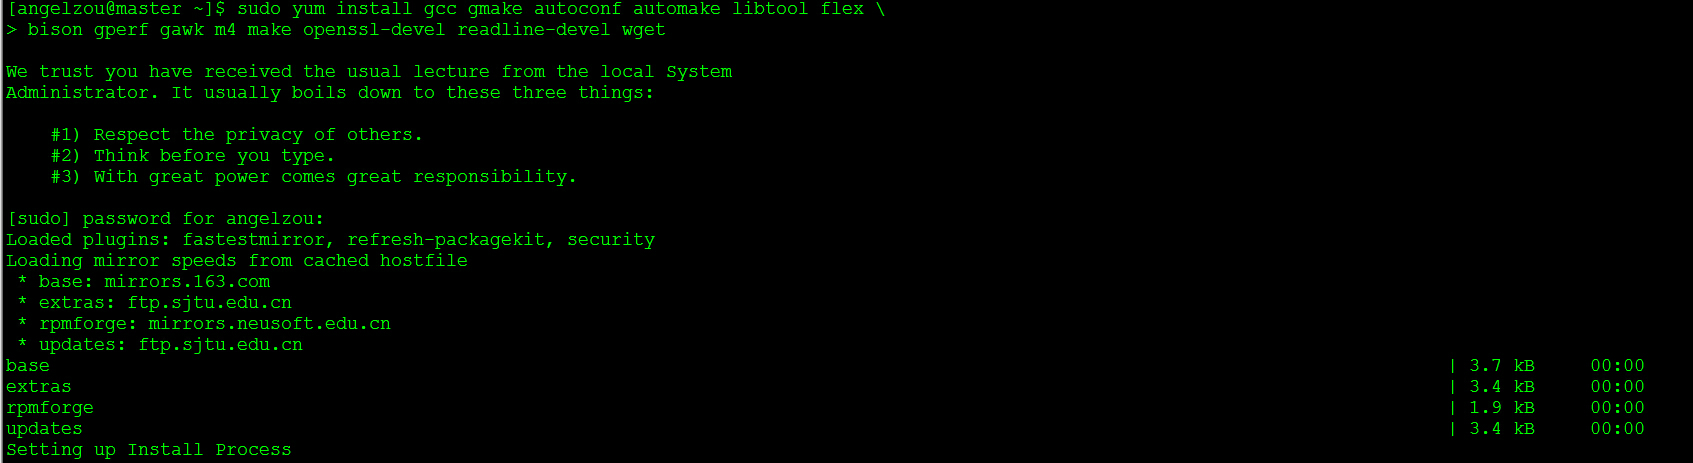 [angelzou@master ~]$ sudo yum install gcc gmake autoconf automake libtool flex \
> bison gperf gawk m4 make openssl-devel readline-devel wget
We trust you have received the usual lecture from the local System
Administrator. It usually boils down to these three things:
#1) Respect the privacy of others.
#2) Think before you type.
#3) With great power comes great responsibility.
[sudo] password for angelzou:
Loaded plugins: fastestmirror, refresh-packagekit, security
Loading mirror speeds from cached hostfile
* base: mirrors.163.com
* extras: ftp.sjtu.edu.cn
* rpmforge: mirrors.neusoft.edu.cn
* updates: ftp.sjtu.edu.cn
base | 3.7 kB 00:00
extras | 3.4 kB 00:00
rpmforge | 1.9 kB 00:00
updates | 3.4 kB 00:00
Setting up Install Process